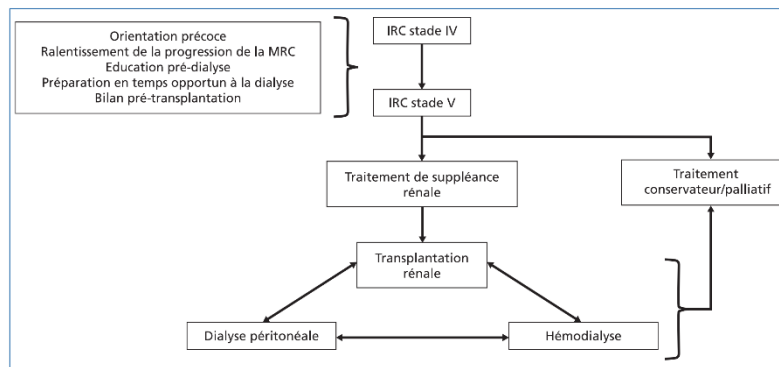 Orientation précoce
Ralentissement de la progression de la MRC
Education pré-dialyse
Préparation en temps opportun à la dialyse
Bilan pré-transplantation
IRC stade IV
IRC stade V
Traitement de suppléance
rénale
Traitement
conservateur/palliatif
Transplantation
rénale
Dialyse péritonéale
Hémodialyse